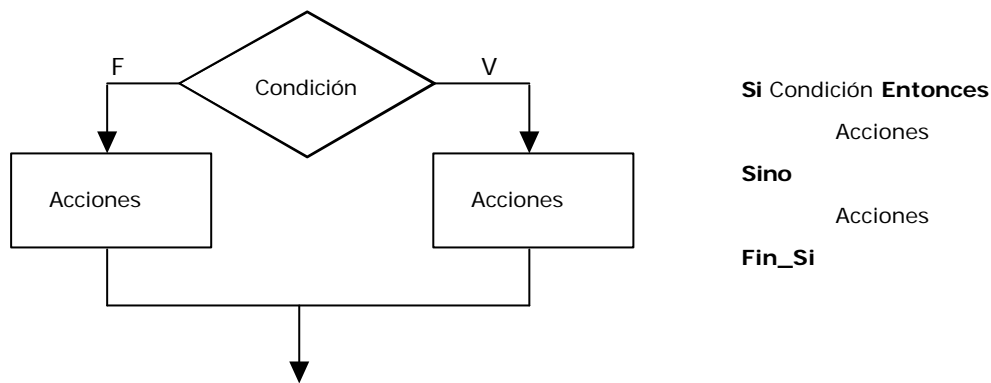 F
V
Condición
Acciones
Acciones
Si Condición Entonces
Acciones
Sino
Acciones
Fin_Si